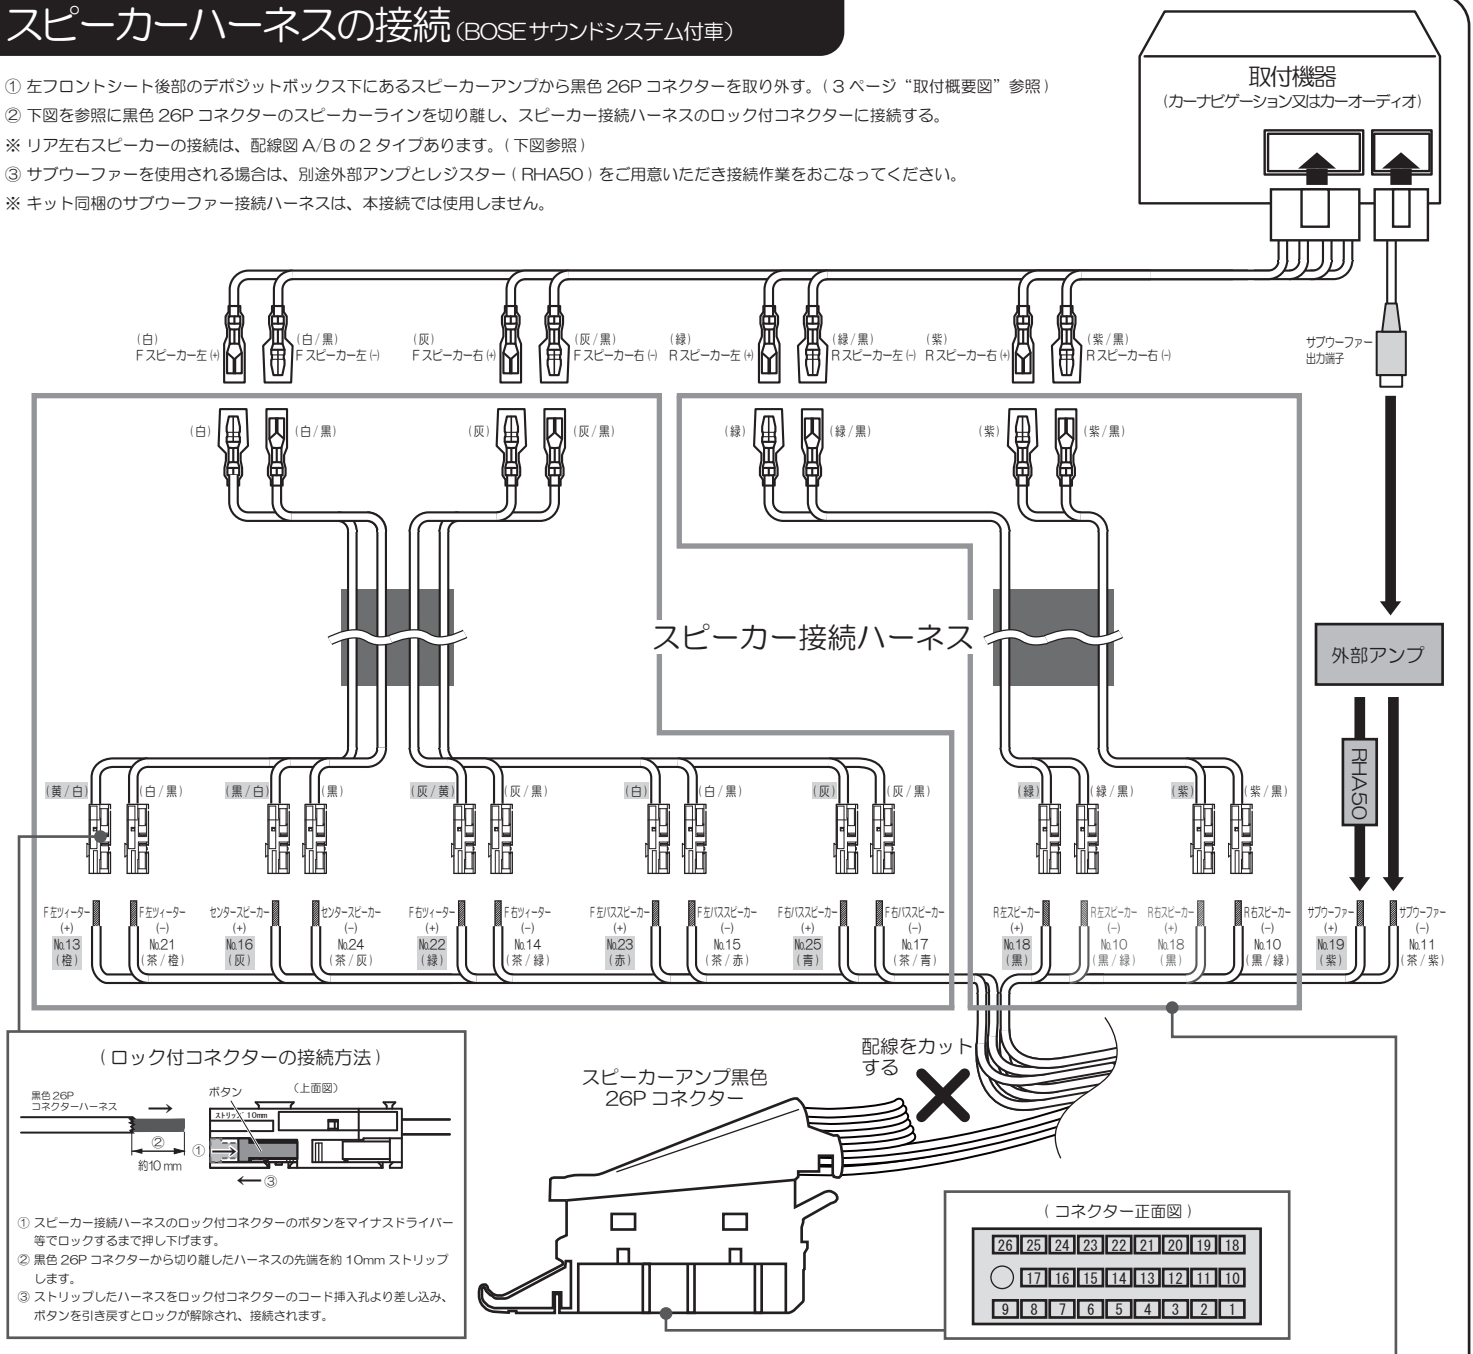 スピーカーハーネスの接続(BOSEサウンドシステム付車)
① 左フロントシート後部のデポジットボックス下にあるスピーカーアンプから黒色 26P コネクターを取り外す。( 3 ページ “取付概要図” 参照 )
② 下図を参照に黒色 26P コネクターのスピーカーラインを切り離し、スピーカー接続ハーネスのロック付コネクターに接続する。
※ リア左右スピーカーの接続は、配線図 A/B の 2 タイプあります。( 下図参照 )
③ サブウーファーを使用される場合は、別途外部アンプとレジスター ( RHA50 ) をご用意いただき接続作業をおこなってください。
※ キット同梱のサブウーファー接続ハーネスは、本接続では使用しません。
取付機器
(カーナビゲーション又はカーオーディオ)
(白)
Fスピーカー左(+)
(白/黒)
Fスピーカー左(-)
(灰)
Fスピーカー右(+)
(灰/黒)
Fスピーカー右(-)
(緑)
Rスピーカー左(+)
(緑/黒)
Rスピーカー左(-)
(紫)
Rスピーカー右(+)
(紫/黒)
Rスピーカー右(-)
サブウーファー
出力端子
(白)
(白/黒)
(灰)
(灰/黒)
(緑)
(緑/黒)
(紫)
(紫/黒)
スピーカー接続ハーネス
外部アンプ
RHA50
(黄/白)
(白/黒)
(黒/白)
(黒)
(灰/黄)
(灰/黒)
(白)
(白/黒)
(灰)
(灰/黒)
(緑)
(緑/黒)
(紫)
(紫/黒)
F左ツィーター
(+)
№13
(橙)
F左ツィーター
(-)
№21
(茶/橙)
センタースピーカー
(+)
№16
(灰)
センタースピーカー
(-)
№24
(茶/灰)
F右ツィーター
(+)
№22
(緑)
F右ツィーター
(-)
№14
(茶/緑)
F左バススピーカー
(+)
№23
(赤)
F左バススピーカー
(-)
№15
(茶/赤)
F右バススピーカー
(+)
№25
(青)
F右バススピーカー
(-)
№17
(茶/青)
R左スピーカー
(+)
№18
(黒)
R左スピーカー
(-)
№10
(黒/緑)
R右スピーカー
(+)
№18
(黒)
R右スピーカー
(-)
№10
(黒/緑)
サブウーファー
(+)
№19
(紫)
サブウーファー
(-)
№11
(茶/紫)
(ロック付コネクターの接続方法)
黒色 26P
コネクターハーネス
ボタン
(上面図)
ストリップ 10mm
②
①
約10 mm
③
① スピーカー接続ハーネスのロック付コネクターのボタンをマイナスドライバー
等でロックするまで押し下げます。
② 黒色 26P コネクターから切り離したハーネスの先端を約 10mm ストリップ
します。
③ ストリップしたハーネスをロック付コネクターのコード挿入孔より差し込み、
ボタンを引き戻すとロックが解除され、接続されます。
配線をカット
する
スピーカーアンプ黒色
26P コネクター
(コネクター正面図)
26 25 24 23 22 21 20 19 18
17 16 15 14 13 12 11 10
9 8 7 6 5 4 3 2 1